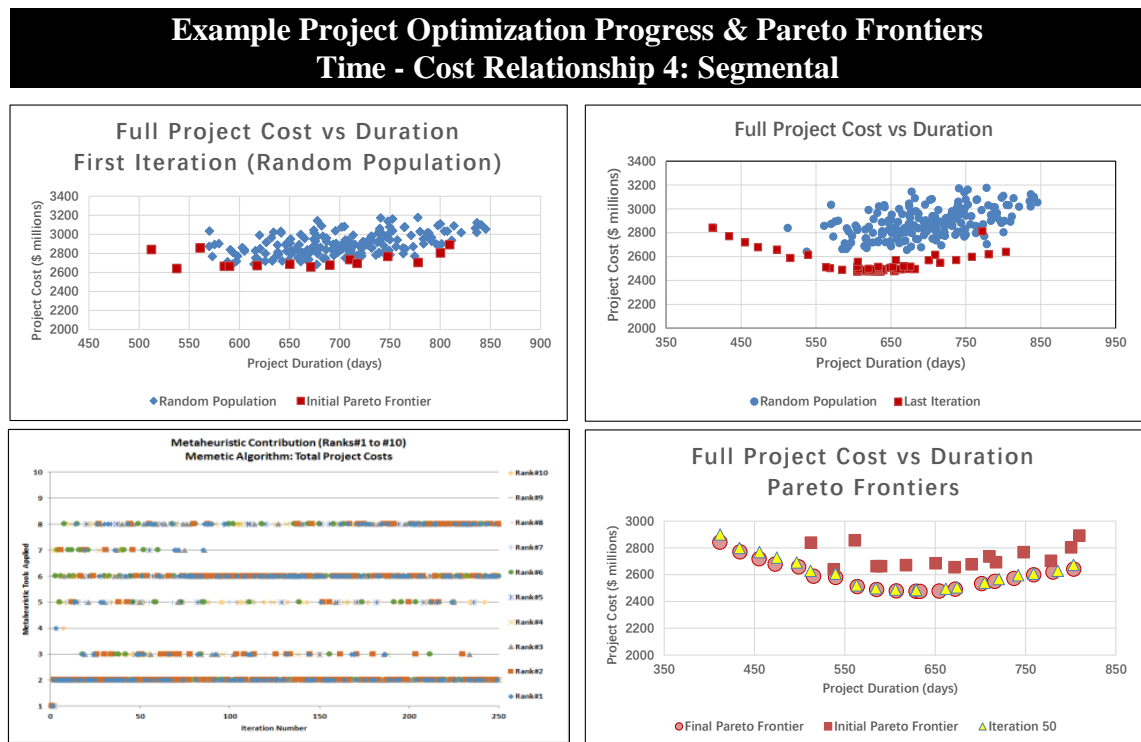 Example Project Optimization Progress & Pareto Frontiers
Time - Cost Relationship 4: Segmental
Full Project Cost vs Duration
First Iteration (Random Population)
Project Cost ($ millions)
3400
3200
3000
2800
2600
2400
2200
2000
450 500 550 600 650 700 750 800 850 900
Project Duration (days)
Random Population Initial Pareto Frontier
Full Project Cost vs Duration
Project Cost ($ millions)
3400
3200
3000
2800
2600
2400
2200
2000
350 450 550 650 750 850 950
Project Duration (days)
Random Population Last Iteration
Metaheuristic Contribution (Ranks#1 to #10)
Memetic Algorithm: Total Project Costs
Metaheuristic Tools Applied
10
9
8
7
6
5
4
3
2
1
0 50 100 150 200 250
Iteration Number
Rank#10
Rank#9
Rank#8
Rank#7
Rank#6
Rank#5
Rank#4
Rank#3
Rank#2
Rank#1
Full Project Cost vs Duration
Pareto Frontiers
Project Cost ($ millions)
3000
2800
2600
2400
2200
2000
350 450 550 650 750 850
Project Duration (days)
Final Pareto Frontier Initial Pareto Frontier Iteration 50